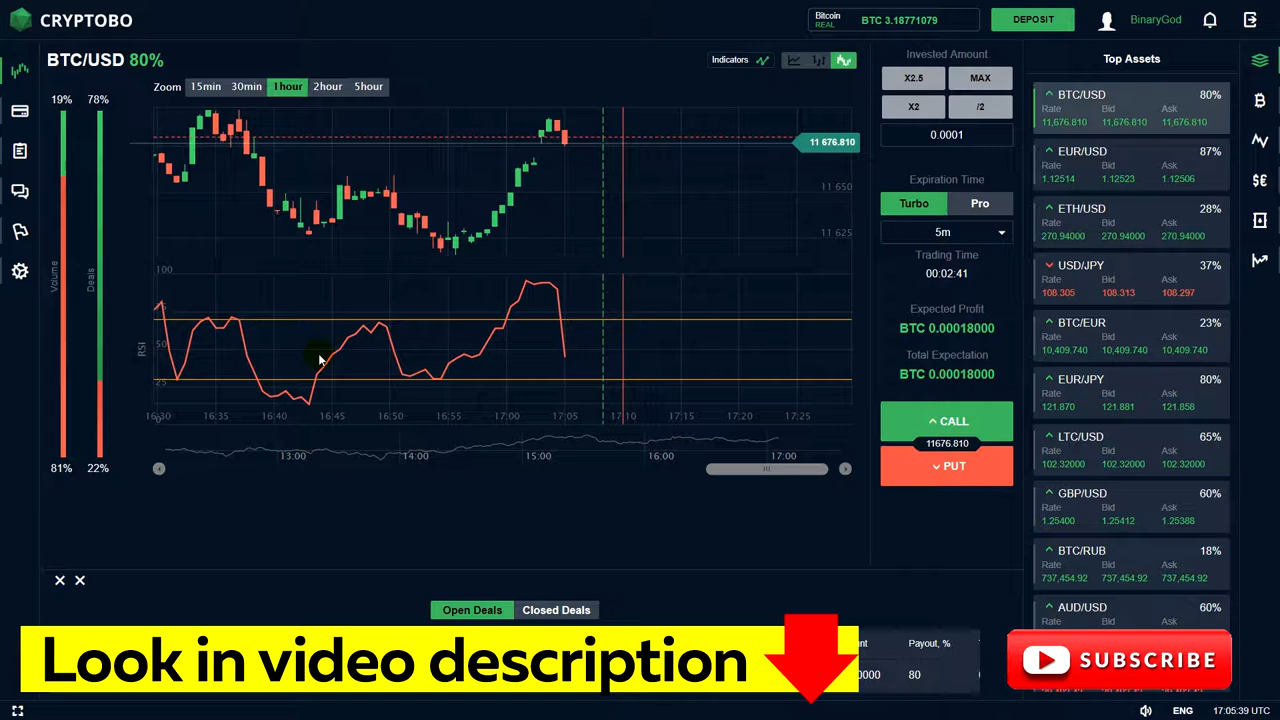 CRYPTOBO
Bitcoin
REAL
BTC 3.18771079
DEPOSIT
BinaryGod
BTC/USD 80%
Indicators
Zoom 15min 30min 1hour 2hour 5hour
19% 78%
Volume
Deals
81% 22%
11 676.810
11 650
11 625
100
50
25
RSI
16:30 16:35 16:40 16:45 16:50 16:55 17:00 17:05 17:10 17:15 17:20 17:25
13:00 14:00 15:00 16:00 17:00
Invested Amount
X2.5 MAX
X2 /2
0.0001
Expiration Time
Turbo Pro
5m
Trading Time
00:02:41
Expected Profit
BTC 0.00018000
Total Expectation
BTC 0.00018000
CALL
11676.810
PUT
Top Assets
BTC/USD 80%
Rate Bid Ask
11,676.810 11,676.810 11,676.810
EUR/USD 87%
Rate Bid Ask
1.12514 1.12523 1.12506
ETH/USD 28%
Rate Bid Ask
270.94000 270.94000 270.94000
USD/JPY 37%
Rate Bid Ask
108.305 108.313 108.297
BTC/EUR 23%
Rate Bid Ask
10,409.740 10,409.740 10,409.740
EUR/JPY 80%
Rate Bid Ask
121.870 121.881 121.858
LTC/USD 65%
Rate Bid Ask
102.32000 102.32000 102.32000
GBP/USD 60%
Rate Bid Ask
1.25400 1.25412 1.25388
BTC/RUB 18%
Rate Bid Ask
737,454.92 737,454.92 737,454.92
AUD/USD 60%
Open Deals Closed Deals
Payout, %
80
Look in video description
SUBSCRIBE
ENG 17:05:39 UTC